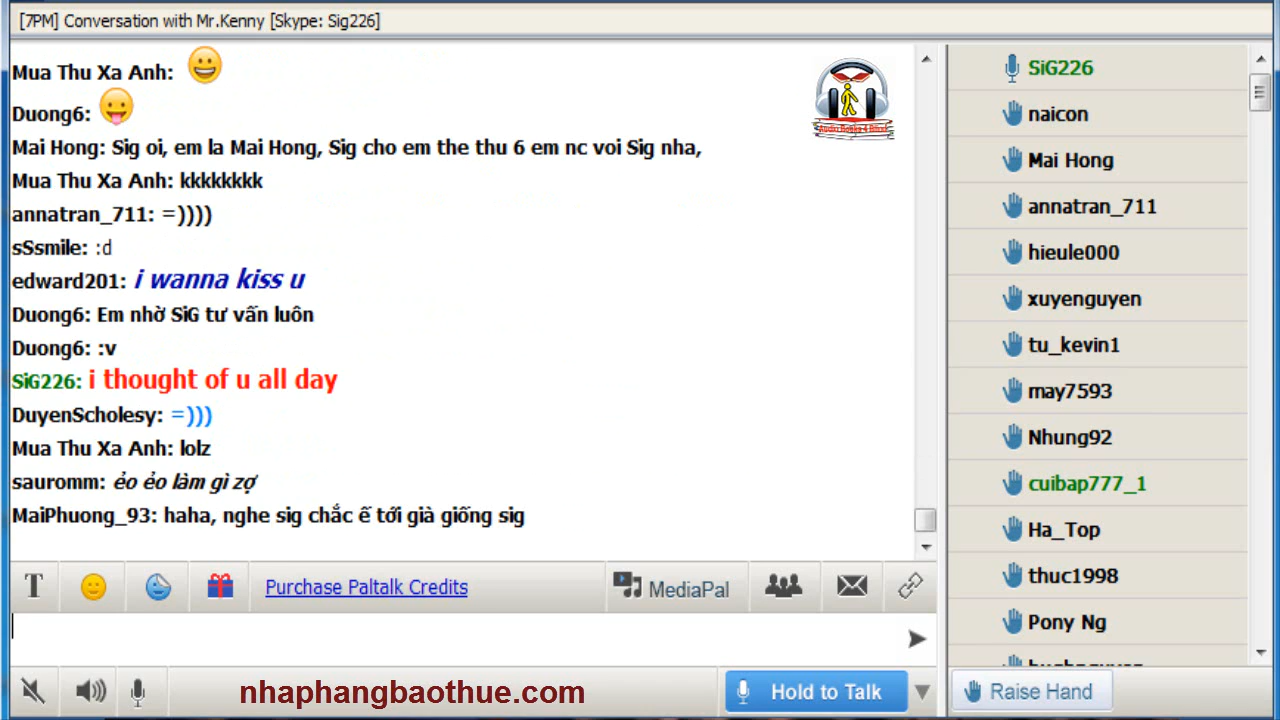 [7PM] Conversation with Mr.Kenny [Skype: Sig226]
Mua Thu Xa Anh:
Duong6:
Mai Hong: Sig oi, em la Mai Hong, Sig cho em the thu 6 em nc voi Sig nha,
Mua Thu Xa Anh: kkkkkkkk
annatran_711: =))))
sSsmile: :d
edward201: i wanna kiss u
Duong6: Em nhờ SiG tư vấn luôn
Duong6: :v
SiG226: i thought of u all day
DuyenScholesy: =)))
Mua Thu Xa Anh: lolz
sauromm: ẻo ẻo làm gì zợ
MaiPhuong_93: haha, nghe sig chắc ế tới già giống sig
T
Purchase Paltalk Credits
MediaPal
nhaphangbaothue.com
Hold to Talk
SiG226
naicon
Mai Hong
annatran_711
hieule000
xuyenguyen
tu_kevin1
may7593
Nhung92
cuibap777_1
Ha_Top
thuc1998
Pony Ng
Raise Hand